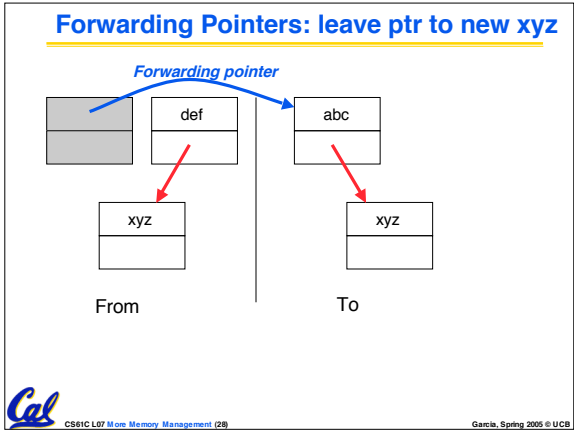 Forwarding Pointers: leave ptr to new xyz
Forwarding pointer
def
abc
xyz
xyz
From
To
Cal
CS61C L07 More Memory Management (28)
Garcia, Spring 2005 © UCB